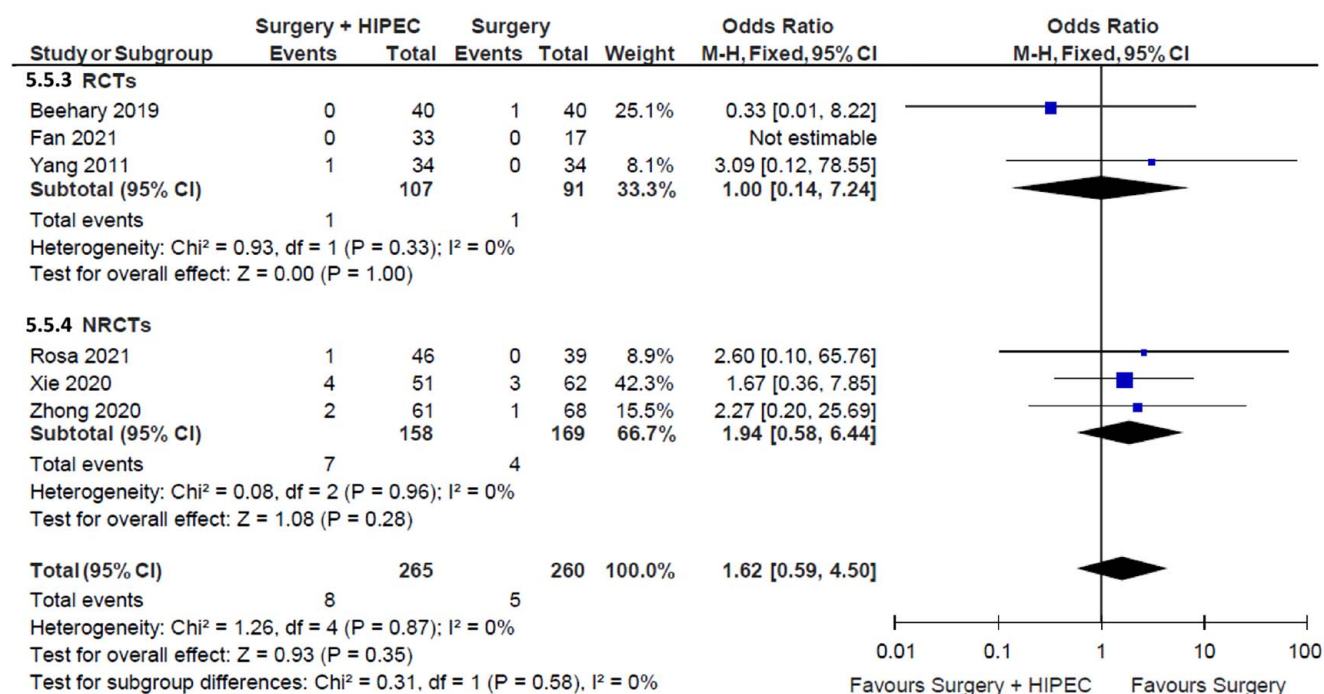 Surgery + HIPEC Surgery Odds Ratio Odds Ratio
Study or Subgroup Events Total Events Total Weight M-H, Fixed, 95% CI M-H, Fixed, 95% CI
5.5.3 RCTs
Beehary 2019 0 40 1 40 25.1% 0.33 [0.01, 8.22]
Fan 2021 0 33 0 17 Not estimable
Yang 2011 1 34 0 34 8.1% 3.09 [0.12, 78.55]
Subtotal (95% CI) 107 91 33.3% 1.00 [0.14, 7.24]
Total events 1 1
Heterogeneity: Chi² = 0.93, df = 1 (P = 0.33); I² = 0%
Test for overall effect: Z = 0.00 (P = 1.00)
5.5.4 NRCTs
Rosa 2021 1 46 0 39 8.9% 2.60 [0.10, 65.76]
Xie 2020 4 51 3 62 42.3% 1.67 [0.36, 7.85]
Zhong 2020 2 61 1 68 15.5% 2.27 [0.20, 25.69]
Subtotal (95% CI) 158 169 66.7% 1.94 [0.58, 6.44]
Total events 7 4
Heterogeneity: Chi² = 0.08, df = 2 (P = 0.96); I² = 0%
Test for overall effect: Z = 1.08 (P = 0.28)
Total (95% CI) 265 260 100.0% 1.62 [0.59, 4.50]
Total events 8 5
Heterogeneity: Chi² = 1.26, df = 4 (P = 0.87); I² = 0%
Test for overall effect: Z = 0.93 (P = 0.35)
Test for subgroup differences: Chi² = 0.31, df = 1 (P = 0.58), I² = 0%
0.01 0.1 1 10 100
Favours Surgery + HIPEC Favours Surgery